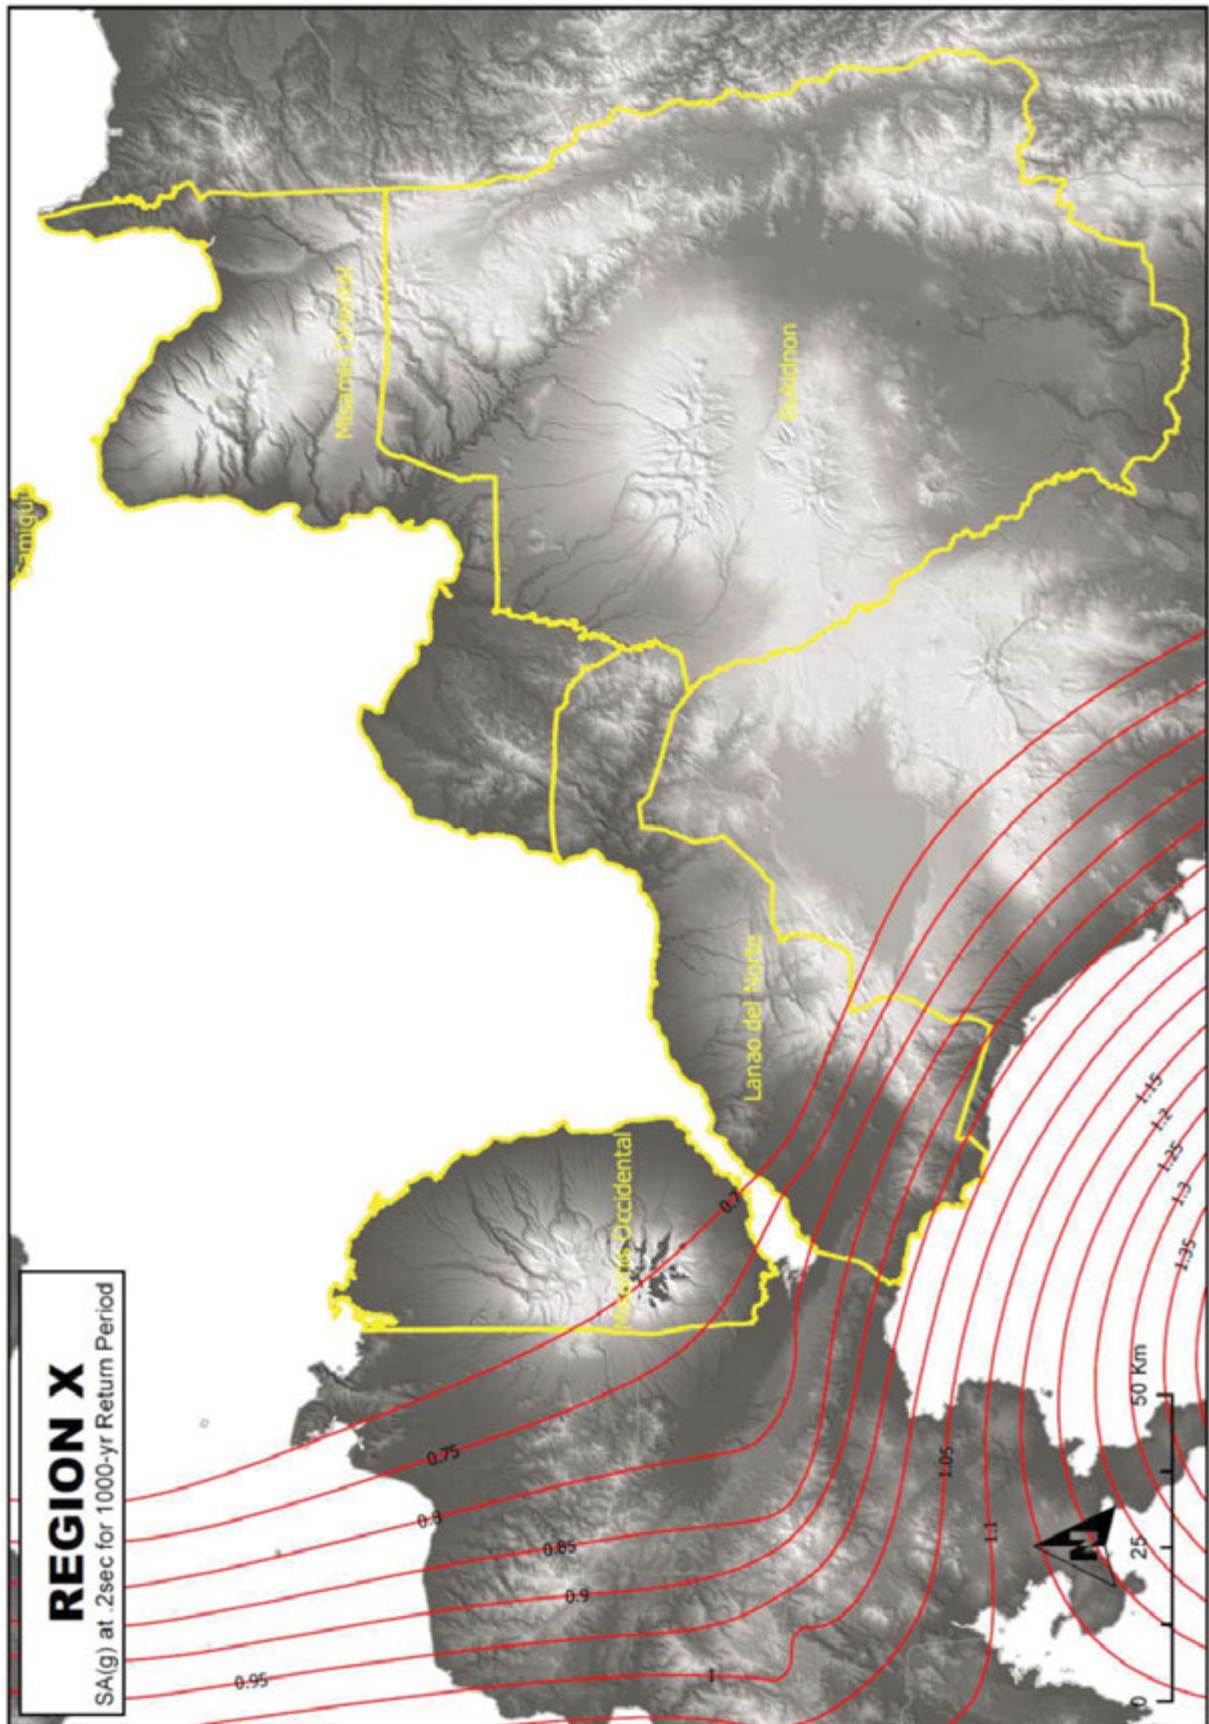 REGION X
SA(g) at .2sec for 1000-yr Return Period
Camiguin
Misamis Oriental
Bukidnon
Lanao del Norte
Misamis Occidental
0.7
0.75
0.8
0.85
0.9
0.95
1
1.05
1.1
1.15
1.2
1.25
1.3
1.35
N
0
25
50 Km